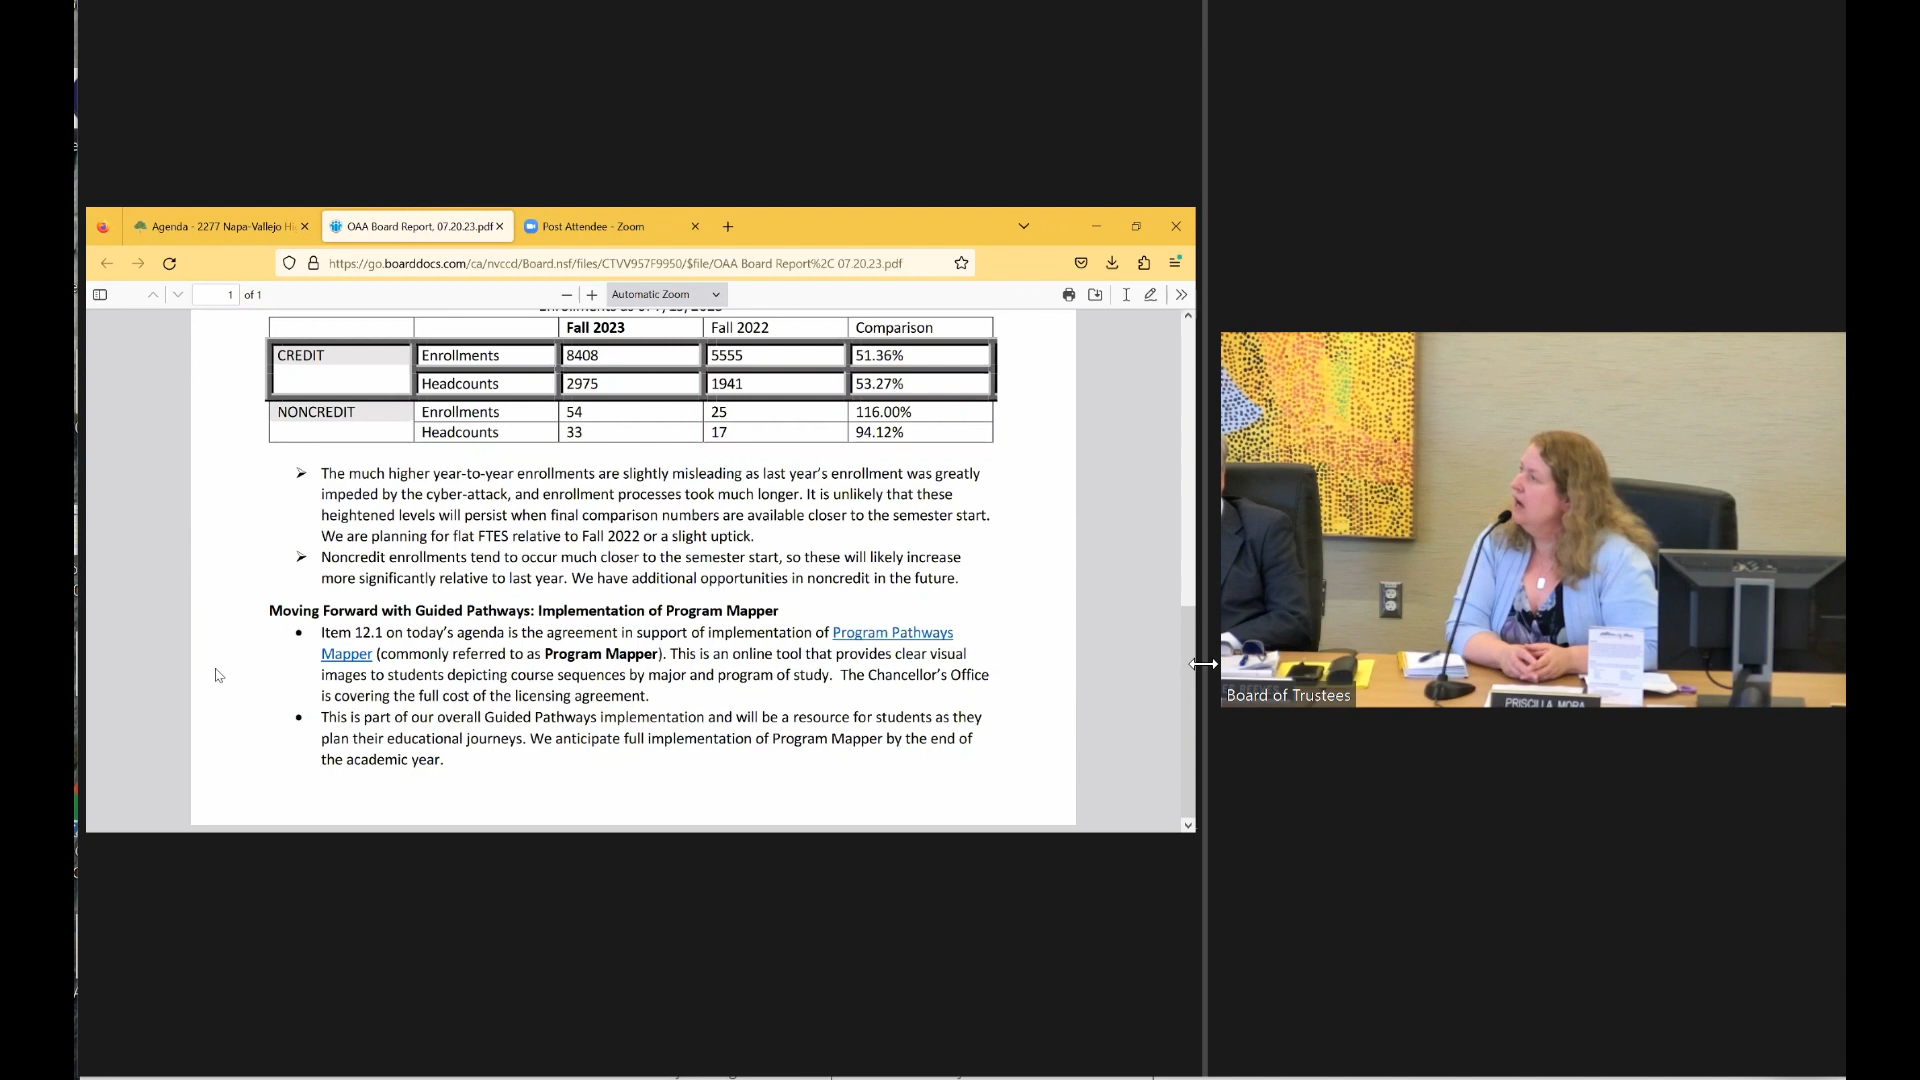 Agenda - 2277 Napa-Vallejo Hi
OAA Board Report, 07.20.23.pdf
Post Attendee - Zoom
https://go.boarddocs.com/ca/nvccd/Board.nsf/files/CTVV957F9950/$file/OAA Board Report%2C 07.20.23.pdf
1 of 1
Automatic Zoom
Fall 2023 Fall 2022 Comparison
CREDIT Enrollments 8408 5555 51.36%
Headcounts 2975 1941 53.27%
NONCREDIT Enrollments 54 25 116.00%
Headcounts 33 17 94.12%
➢ The much higher year-to-year enrollments are slightly misleading as last year’s enrollment was greatly
impeded by the cyber-attack, and enrollment processes took much longer. It is unlikely that these
heightened levels will persist when final comparison numbers are available closer to the semester start.
We are planning for flat FTES relative to Fall 2022 or a slight uptick.
➢ Noncredit enrollments tend to occur much closer to the semester start, so these will likely increase
more significantly relative to last year. We have additional opportunities in noncredit in the future.
Moving Forward with Guided Pathways: Implementation of Program Mapper
• Item 12.1 on today’s agenda is the agreement in support of implementation of Program Pathways
Mapper (commonly referred to as Program Mapper). This is an online tool that provides clear visual
images to students depicting course sequences by major and program of study. The Chancellor’s Office
is covering the full cost of the licensing agreement.
• This is part of our overall Guided Pathways implementation and will be a resource for students as they
plan their educational journeys. We anticipate full implementation of Program Mapper by the end of
the academic year.
Board of Trustees
PRISCILLA MORA